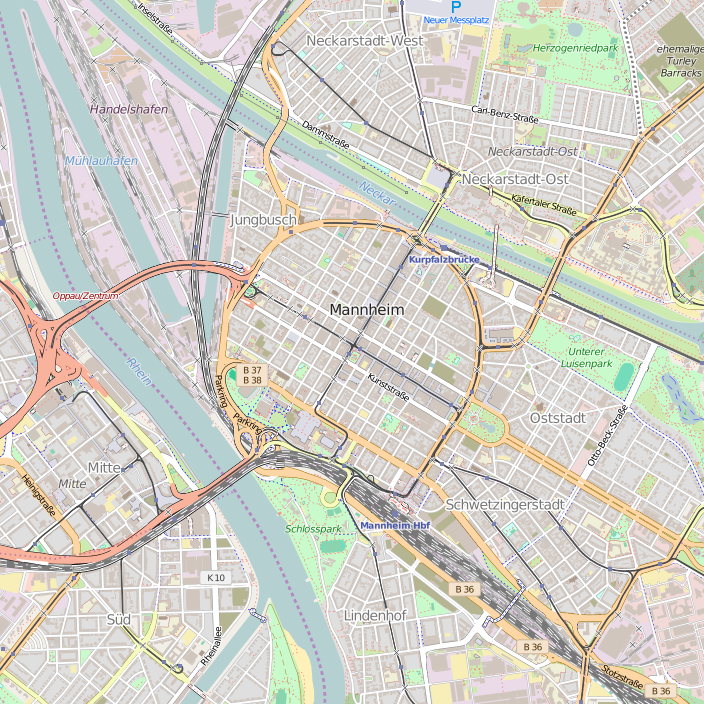 P
Neuer Messplatz
Inselstraße
Neckarstadt-West
Herzogenriedpark
ehemalige
Turley
Barracks
Handelshafen
Carl-Benz-Straße
Dammstraße
Mühlauhafen
Neckarstadt-Ost
Neckarstadt-Ost
Neckar
Käfertaler Straße
Jungbusch
Kurpfalzbrücke
Oppau/Zentrum
Mannheim
Rhein
Unterer
Luisenpark
B 37
B 38
Kunststraße
Parkring
Parkring
Oststadt
Otto-Beck-Straße
Mitte
Mitte
Heinigstraße
Schwetzingerstadt
Schlosspark
Mannheim Hbf
K 10
B 36
Süd
Lindenhof
Rheinallee
B 36
Stotzstraße
B 36